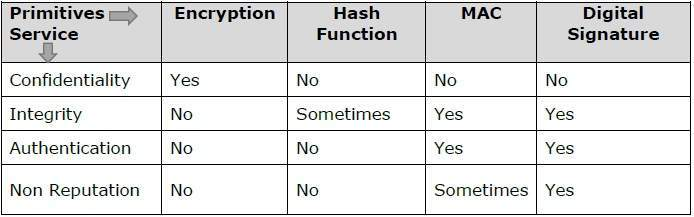 Primitives Encryption Hash MAC Digital
Service Function Signature
Confidentiality Yes No No No
Integrity No Sometimes Yes Yes
Authentication No No Yes Yes
Non Reputation No No Sometimes Yes